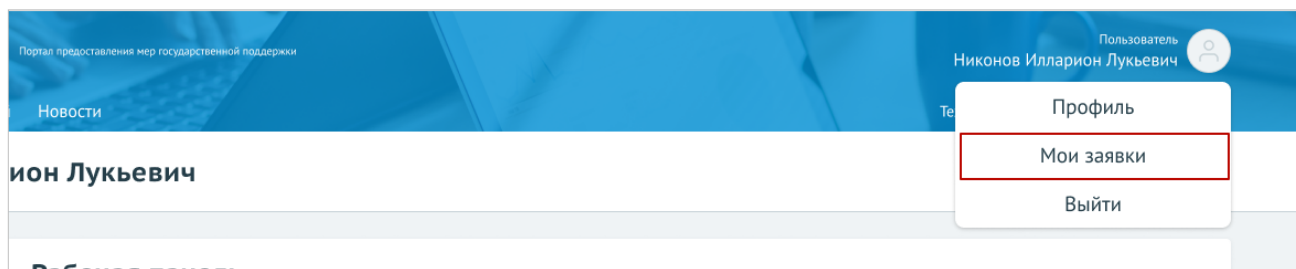 Портал предоставления мер государственной поддержки
Пользователь
Никонов Илларион Лукьевич
Новости
Профиль
Мои заявки
Выйти
ион Лукьевич